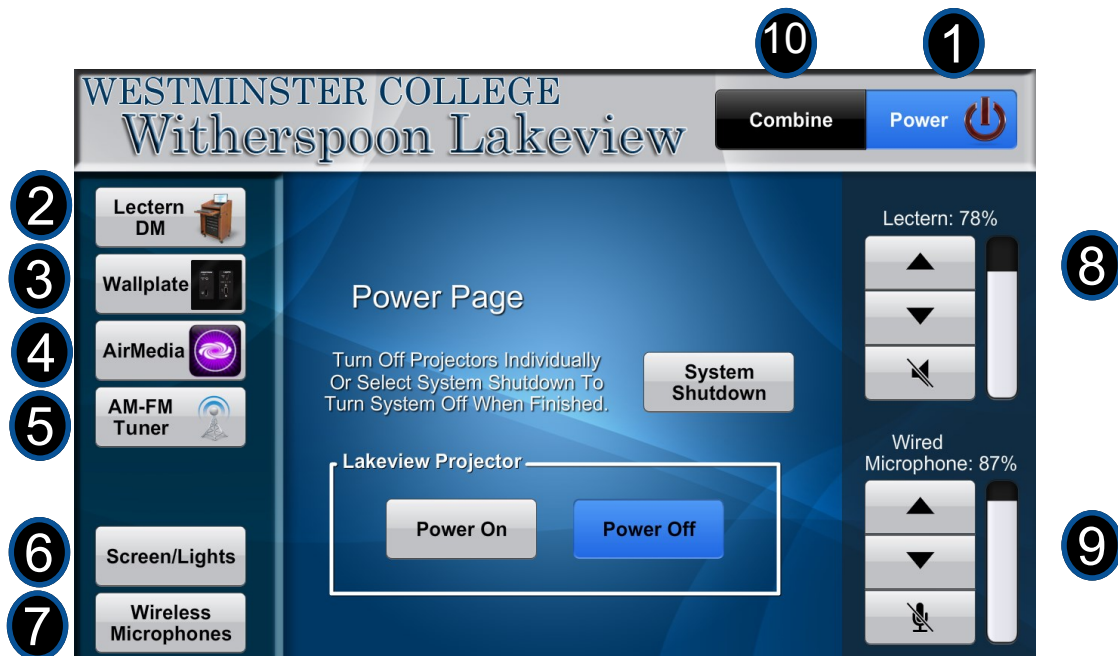 10
1
WESTMINSTER COLLEGE
Witherspoon Lakeview
Combine
Power
2
Lectern
DM
3
Wallplate
4
AirMedia
5
AM-FM
Tuner
6
Screen/Lights
7
Wireless
Microphones
Power Page
Turn Off Projectors Individually
Or Select System Shutdown To
Turn System Off When Finished.
System
Shutdown
Lakeview Projector
Power On
Power Off
Lectern: 78%
8
Wired
Microphone: 87%
9